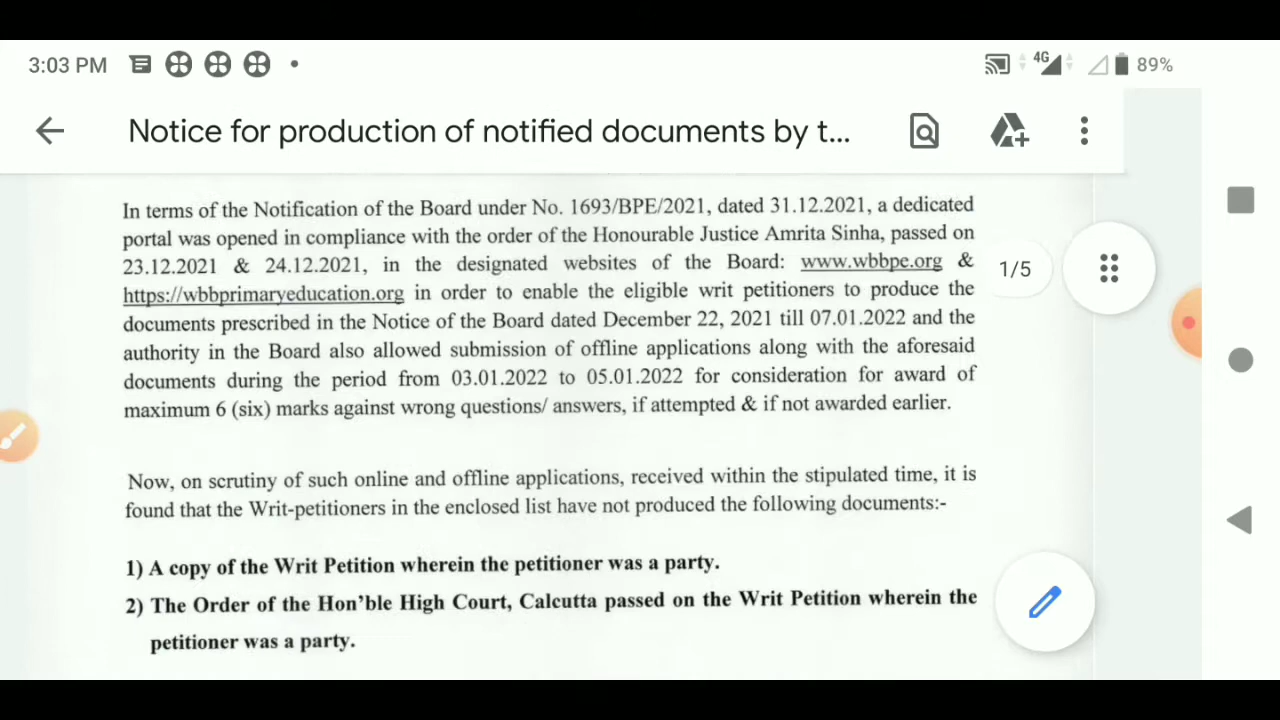 3:03 PM
4G
89%
Notice for production of notified documents by t...
In terms of the Notification of the Board under No. 1693/BPE/2021, dated 31.12.2021, a dedicated
portal was opened in compliance with the order of the Honourable Justice Amrita Sinha, passed on
23.12.2021 & 24.12.2021, in the designated websites of the Board: www.wbbpe.org &
https://wbbprimaryeducation.org in order to enable the eligible writ petitioners to produce the
documents prescribed in the Notice of the Board dated December 22, 2021 till 07.01.2022 and the
authority in the Board also allowed submission of offline applications along with the aforesaid
documents during the period from 03.01.2022 to 05.01.2022 for consideration for award of
maximum 6 (six) marks against wrong questions/ answers, if attempted & if not awarded earlier.
1/5
Now, on scrutiny of such online and offline applications, received within the stipulated time, it is
found that the Writ-petitioners in the enclosed list have not produced the following documents:-
1) A copy of the Writ Petition wherein the petitioner was a party.
2) The Order of the Hon'ble High Court, Calcutta passed on the Writ Petition wherein the
petitioner was a party.